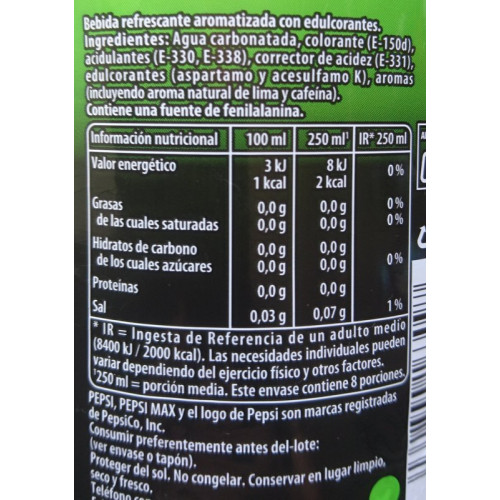 Bebida refrescante aromatizada con edulcorantes.
Ingredientes: Agua carbonatada, colorante (E-150d),
acidulantes (E-330, E-338), corrector de acidez (E-331),
edulcorantes (aspartamo y acesulfamo K), aromas
(incluyendo aroma natural de lima y cafeína).
Contiene una fuente de fenilalanina.
Información nutricional 100 ml 250 ml¹ IR* 250 ml
Valor energético 3 kJ 8 kJ 0%
1 kcal 2 kcal
Grasas 0,0 g 0,0 g 0%
de las cuales saturadas 0,0 g 0,0 g 0%
Hidratos de carbono 0,0 g 0,0 g
de los cuales azúcares 0,0 g 0,0 g 0%
Proteínas 0,0 g 0,0 g
Sal 0,03 g 0,07 g 1%
* IR = Ingesta de Referencia de un adulto medio
(8400 kJ / 2000 kcal). Las necesidades individuales pueden
variar dependiendo del ejercicio físico y otros factores.
¹250 ml = porción media. Este envase contiene 8 porciones.
PEPSI, PEPSI MAX y el logo de Pepsi son marcas registradas
de PepsiCo, Inc.
Consumir preferentemente antes del-lote:
(ver envase o tapón).
Proteger del sol. No congelar. Conservar en lugar limpio,
seco y fresco.
Teléfono